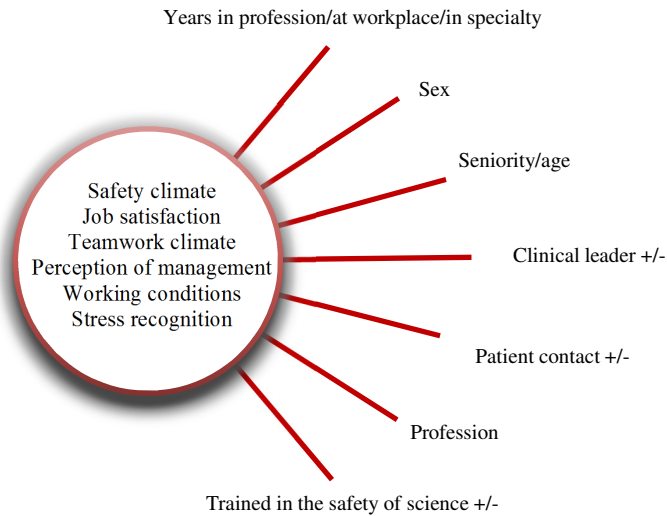 Years in profession/at workplace/in specialty
Sex
Seniority/age
Clinical leader +/-
Patient contact +/-
Profession
Trained in the safety of science +/-
Safety climate
Job satisfaction
Teamwork climate
Perception of management
Working conditions
Stress recognition